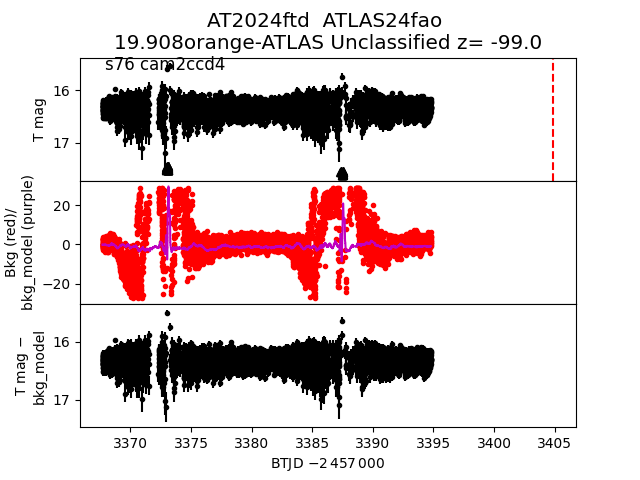 AT2024ftd  ATLAS24fao
19.908orange-ATLAS Unclassified z= -99.0
s76 cam2ccd4
16
17
T mag
20
0
−20
Bkg (red)/
bkg_model (purple)
16
17
T mag −
bkg_model
3370 3375 3380 3385 3390 3395 3400 3405
BTJD −2 457 000